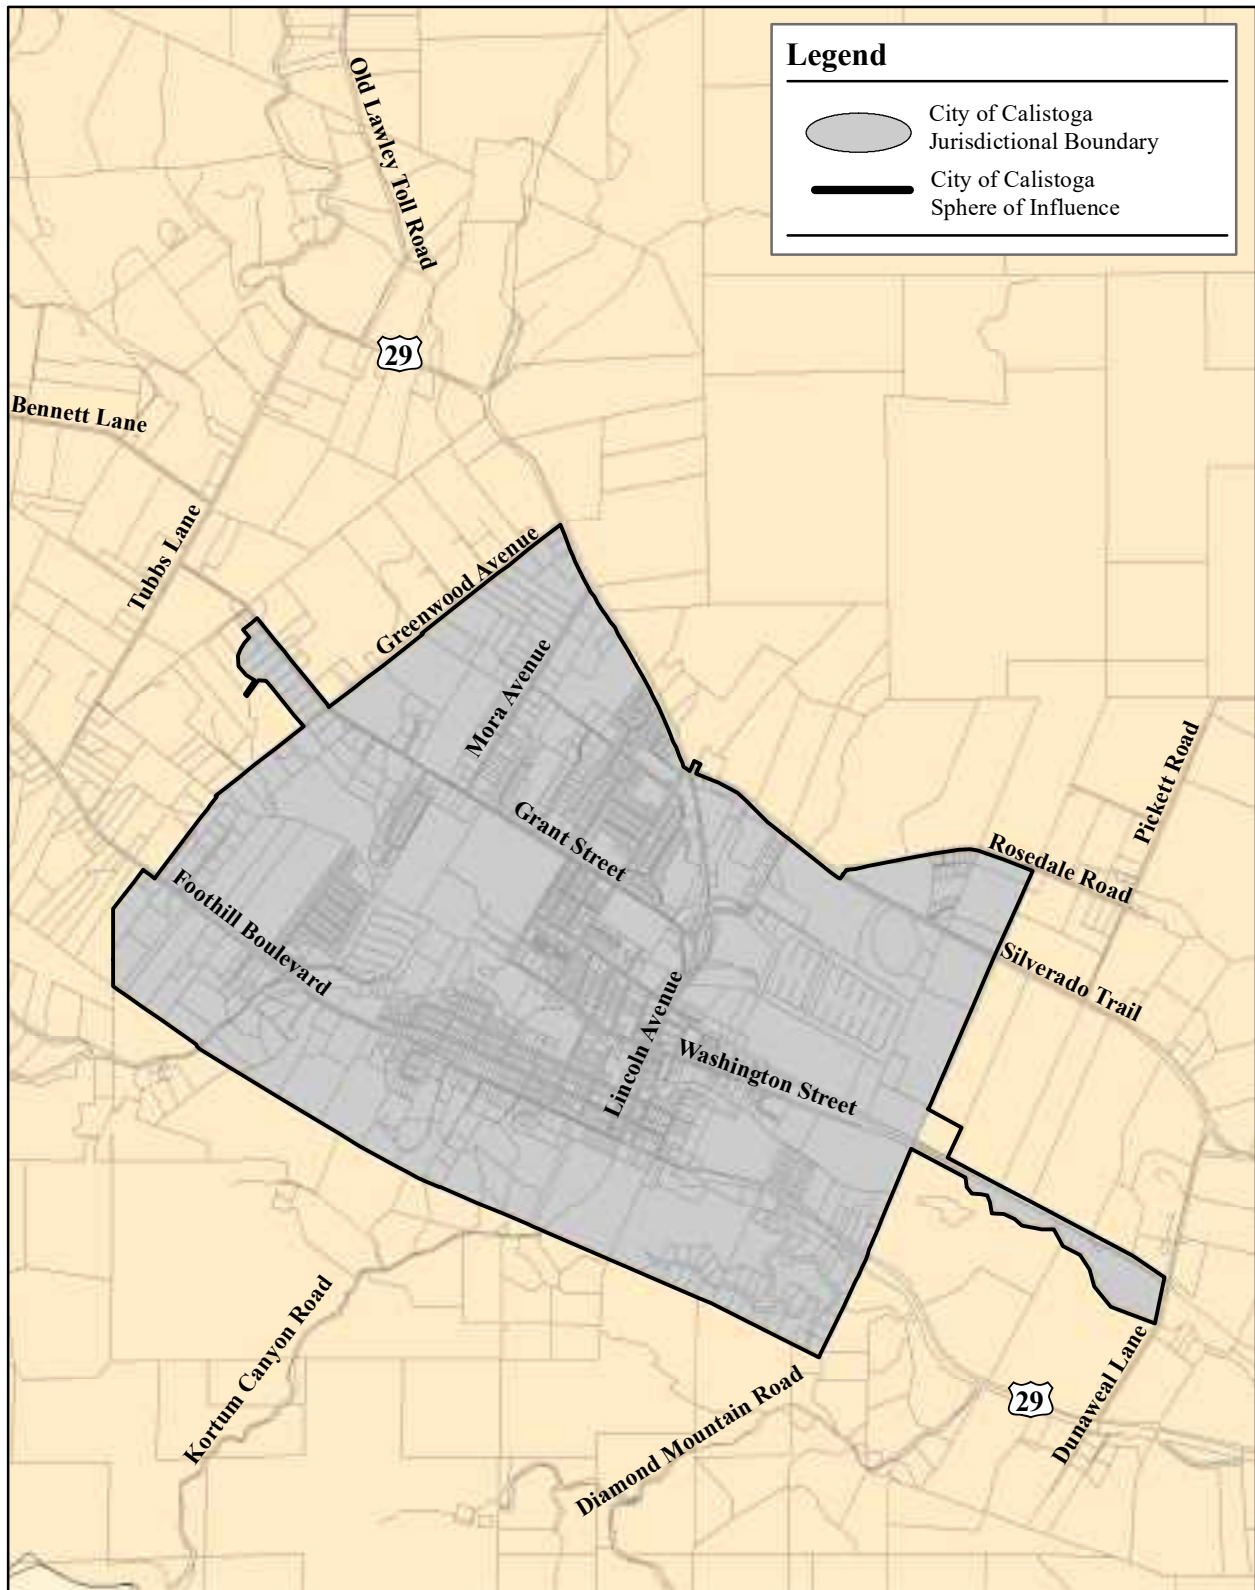 Legend
City of Calistoga
Jurisdictional Boundary
City of Calistoga
Sphere of Influence
Old Lawley Toll Road
29
Bennett Lane
Tubbs Lane
Greenwood Avenue
Mora Avenue
Pickett Road
Grant Street
Rosedale Road
Foothill Boulevard
Silverado Trail
Lincoln Avenue
Washington Street
Kortum Canyon Road
Diamond Mountain Road
29
Dunaweal Lane